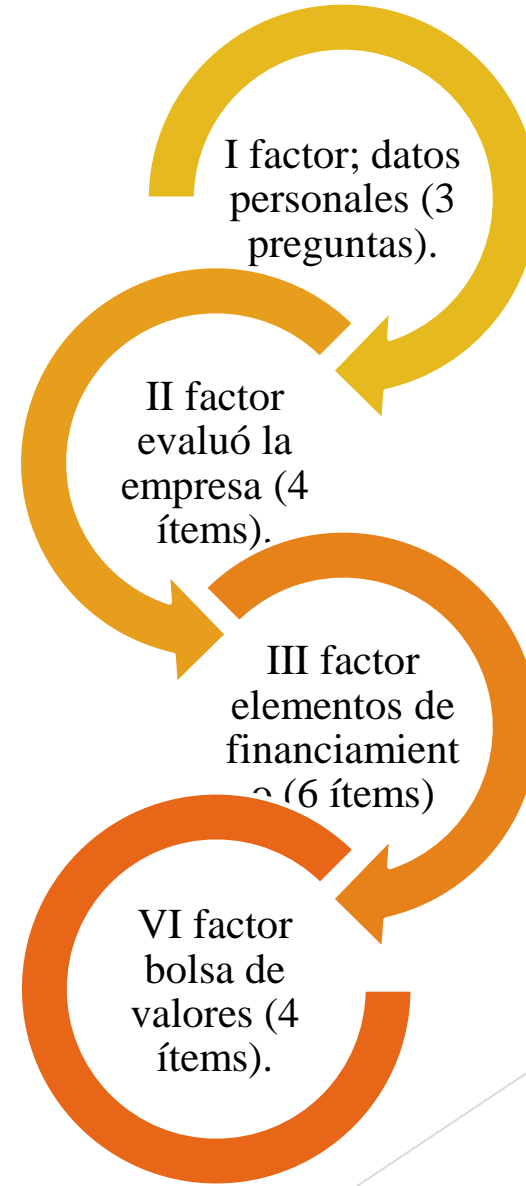 I factor; datos
personales (3
preguntas).
II factor
evaluó la
empresa (4
ítems).
III factor
elementos de
financiamient
o (6 ítems)
VI factor
bolsa de
valores (4
ítems).